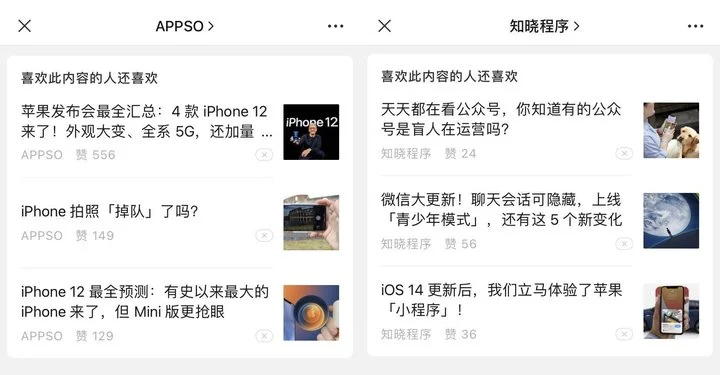 APPSO >
喜欢此内容的人还喜欢
苹果发布会最全汇总：4 款 iPhone 12
来了！外观大变、全系 5G，还加量 ...
APPSO 赞 556
iPhone 12
iPhone 拍照「掉队」了吗？
APPSO 赞 149
iPhone 12 最全预测：有史以来最大的
iPhone 来了，但 Mini 版更抢眼
APPSO 赞 129
知晓程序 >
喜欢此内容的人还喜欢
天天都在看公众号，你知道有的公众
号是盲人在运营吗？
知晓程序 赞 24
微信大更新！聊天会话可隐藏，上线
「青少年模式」，还有这 5 个新变化
知晓程序 赞 56
iOS 14 更新后，我们立马体验了苹果
「小程序」！
知晓程序 赞 36